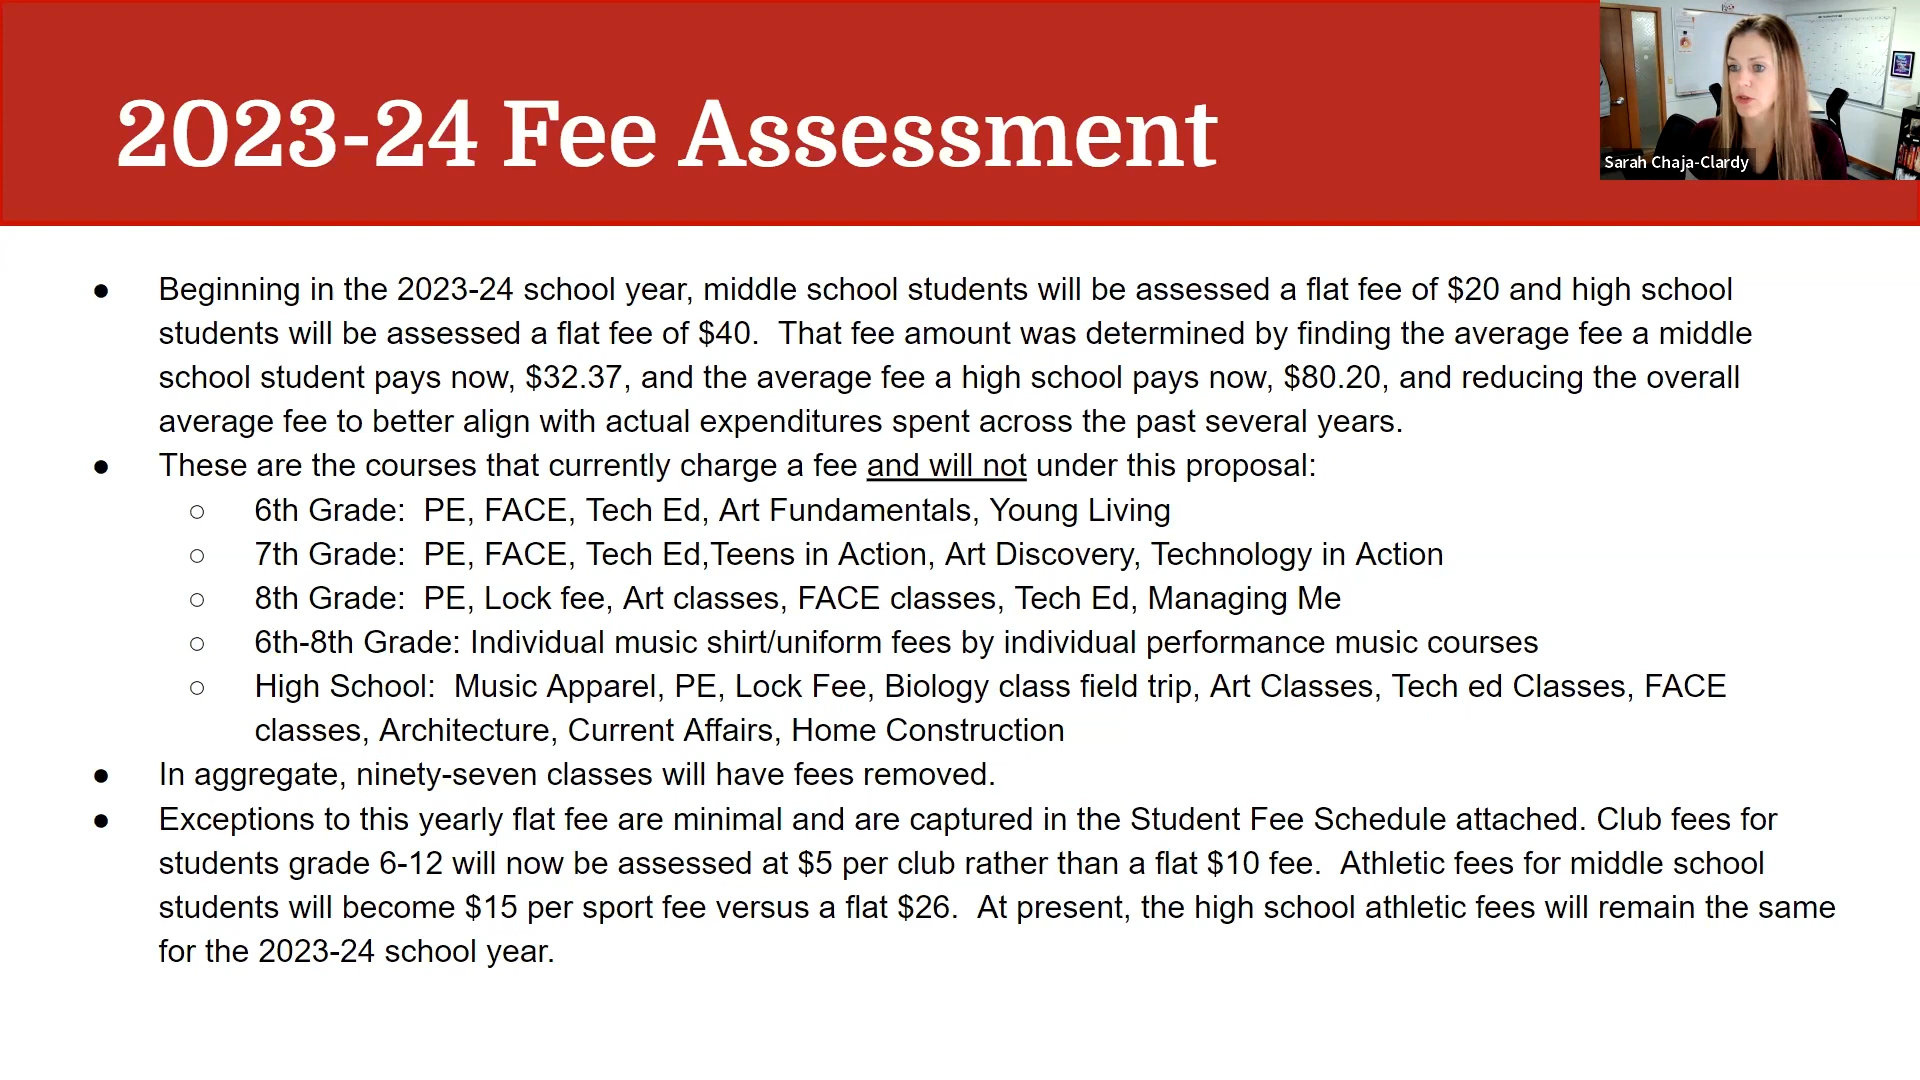 2023-24 Fee Assessment
Sarah Chaja-Clardy
● Beginning in the 2023-24 school year, middle school students will be assessed a flat fee of $20 and high school
students will be assessed a flat fee of $40.  That fee amount was determined by finding the average fee a middle
school student pays now, $32.37, and the average fee a high school pays now, $80.20, and reducing the overall
average fee to better align with actual expenditures spent across the past several years.
● These are the courses that currently charge a fee and will not under this proposal:
○ 6th Grade:  PE, FACE, Tech Ed, Art Fundamentals, Young Living
○ 7th Grade:  PE, FACE, Tech Ed,Teens in Action, Art Discovery, Technology in Action
○ 8th Grade:  PE, Lock fee, Art classes, FACE classes, Tech Ed, Managing Me
○ 6th-8th Grade: Individual music shirt/uniform fees by individual performance music courses
○ High School:  Music Apparel, PE, Lock Fee, Biology class field trip, Art Classes, Tech ed Classes, FACE
classes, Architecture, Current Affairs, Home Construction
● In aggregate, ninety-seven classes will have fees removed.
● Exceptions to this yearly flat fee are minimal and are captured in the Student Fee Schedule attached. Club fees for
students grade 6-12 will now be assessed at $5 per club rather than a flat $10 fee.  Athletic fees for middle school
students will become $15 per sport fee versus a flat $26.  At present, the high school athletic fees will remain the same
for the 2023-24 school year.